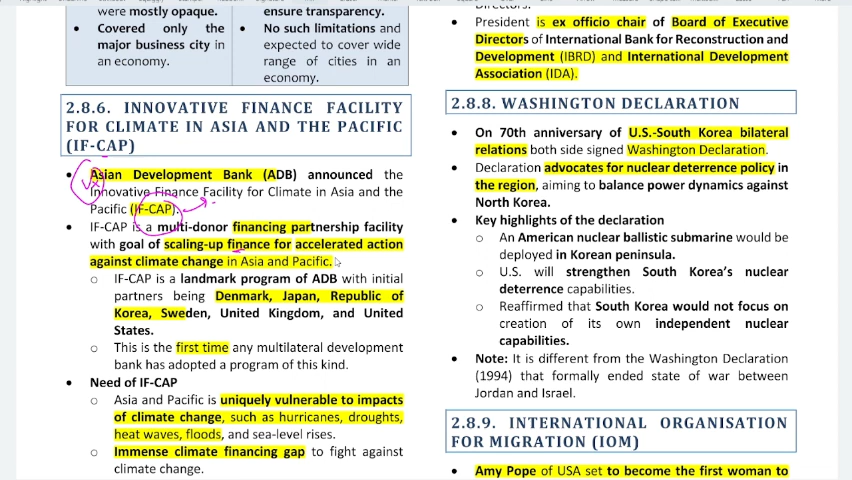 were mostly opaque.
• Covered only the
major business city in
an economy.
ensure transparency.
• No such limitations and
expected to cover wide
range of cities in an
economy.
2.8.6. INNOVATIVE FINANCE FACILITY
FOR CLIMATE IN ASIA AND THE PACIFIC
(IF-CAP)
• Asian Development Bank (ADB) announced the
Innovative Finance Facility for Climate in Asia and the
Pacific (IF-CAP).
• IF-CAP is a multi-donor financing partnership facility
with goal of scaling-up finance for accelerated action
against climate change in Asia and Pacific.
o IF-CAP is a landmark program of ADB with initial
partners being Denmark, Japan, Republic of
Korea, Sweden, United Kingdom, and United
States.
o This is the first time any multilateral development
bank has adopted a program of this kind.
• Need of IF-CAP
o Asia and Pacific is uniquely vulnerable to impacts
of climate change, such as hurricanes, droughts,
heat waves, floods, and sea-level rises.
o Immense climate financing gap to fight against
climate change.
Directors.
• President is ex officio chair of Board of Executive
Directors of International Bank for Reconstruction and
Development (IBRD) and International Development
Association (IDA).
2.8.8. WASHINGTON DECLARATION
• On 70th anniversary of U.S.-South Korea bilateral
relations both side signed Washington Declaration.
• Declaration advocates for nuclear deterrence policy in
the region, aiming to balance power dynamics against
North Korea.
• Key highlights of the declaration
o An American nuclear ballistic submarine would be
deployed in Korean peninsula.
o U.S. will strengthen South Korea's nuclear
deterrence capabilities.
o Reaffirmed that South Korea would not focus on
creation of its own independent nuclear
capabilities.
• Note: It is different from the Washington Declaration
(1994) that formally ended state of war between
Jordan and Israel.
2.8.9. INTERNATIONAL ORGANISATION
FOR MIGRATION (IOM)
• Amy Pope of USA set to become the first woman to